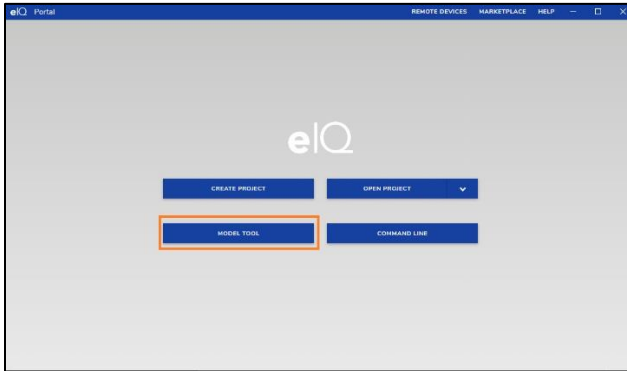 eIQ Portal REMOTE DEVICES MARKETPLACE HELP
eIQ
CREATE PROJECT OPEN PROJECT
MODEL TOOL COMMAND LINE